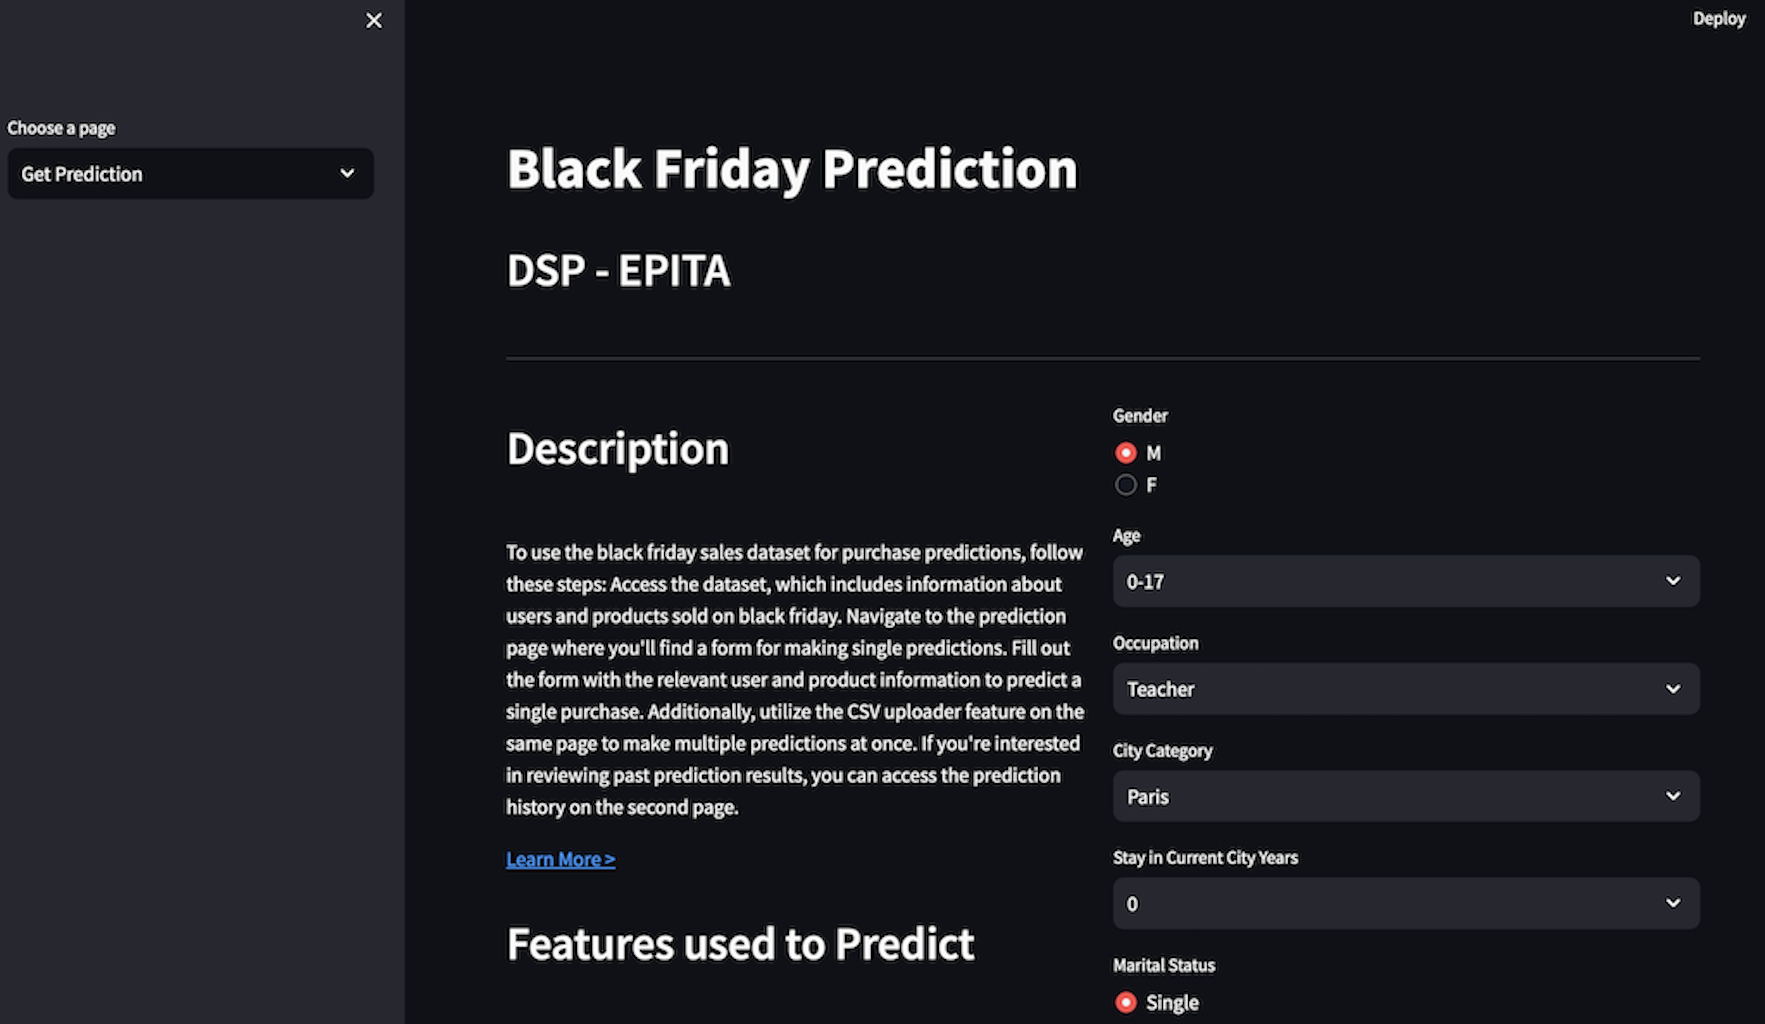 Deploy
Choose a page
Get Prediction
Black Friday Prediction
DSP - EPITA
Description
To use the black friday sales dataset for purchase predictions, follow
these steps: Access the dataset, which includes information about
users and products sold on black friday. Navigate to the prediction
page where you'll find a form for making single predictions. Fill out
the form with the relevant user and product information to predict a
single purchase. Additionally, utilize the CSV uploader feature on the
same page to make multiple predictions at once. If you're interested
in reviewing past prediction results, you can access the prediction
history on the second page.
Learn More >
Features used to Predict
Gender
M
F
Age
0-17
Occupation
Teacher
City Category
Paris
Stay in Current City Years
0
Marital Status
Single